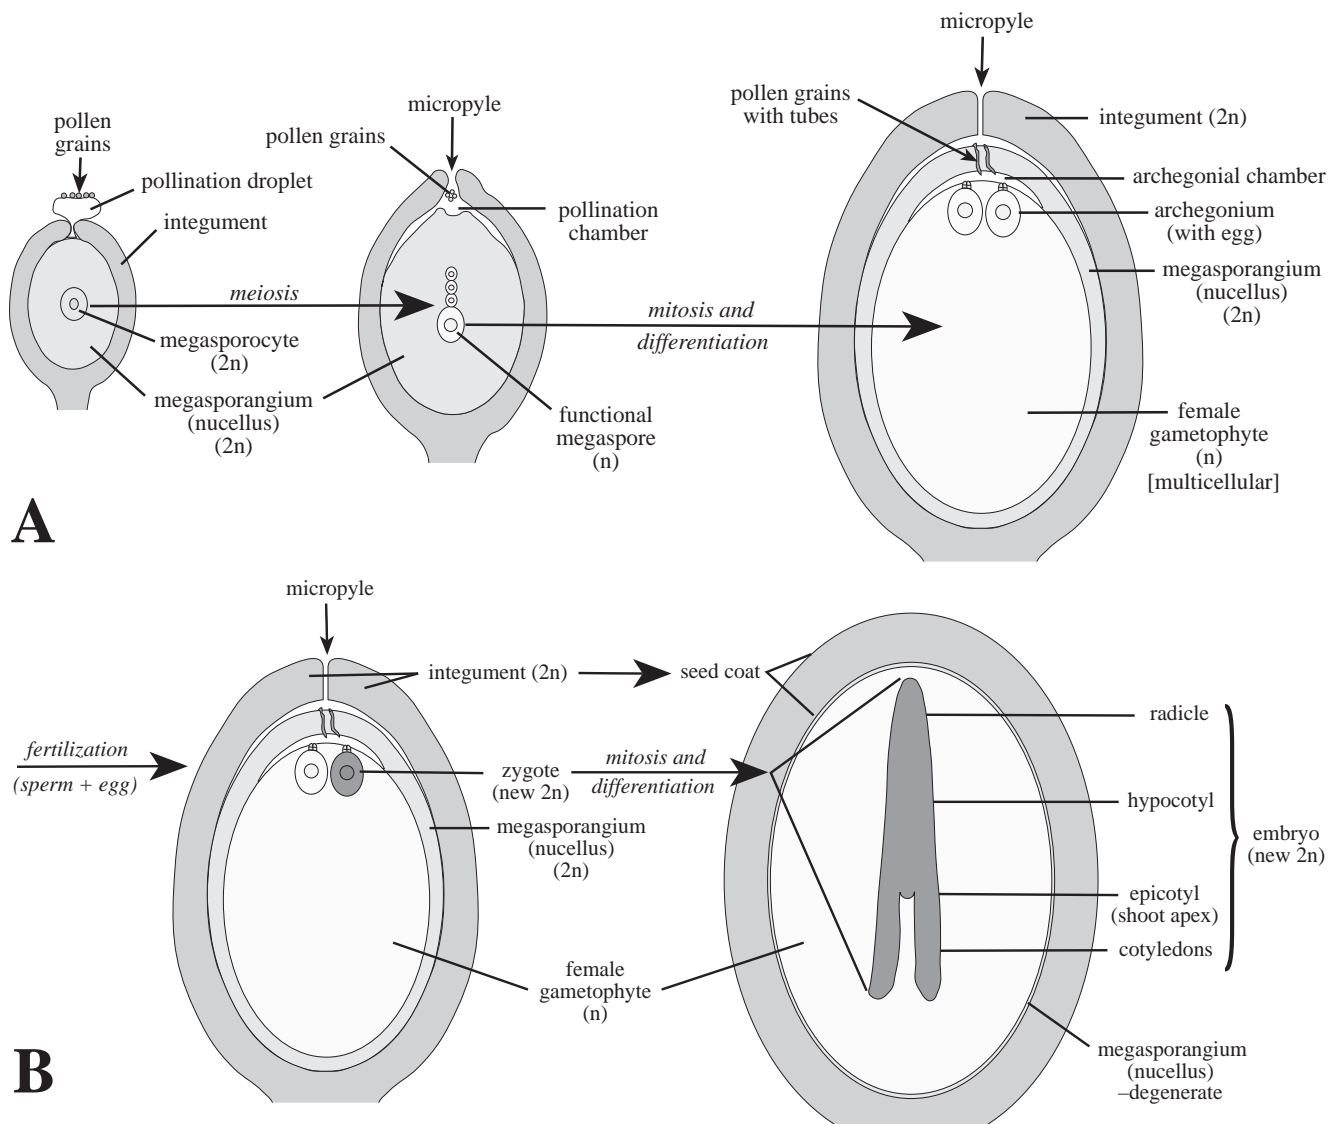 micropyle
pollen grains
with tubes
integument (2n)
micropyle
pollen
grains
pollen grains
pollination droplet
archegonial chamber
integument
pollination
chamber
archegonium
(with egg)
megasporangium
(nucellus)
(2n)
meiosis
mitosis and
differentiation
megasporocyte
(2n)
megasporangium
(nucellus)
(2n)
functional
megaspore
(n)
female
gametophyte
(n)
[multicellular]
A
micropyle
integument (2n)
seed coat
radicle
fertilization
(sperm + egg)
zygote
(new 2n)
mitosis and
differentiation
hypocotyl
megasporangium
(nucellus)
(2n)
embryo
(new 2n)
epicotyl
(shoot apex)
cotyledons
female
gametophyte
(n)
megasporangium
(nucellus)
–degenerate
B